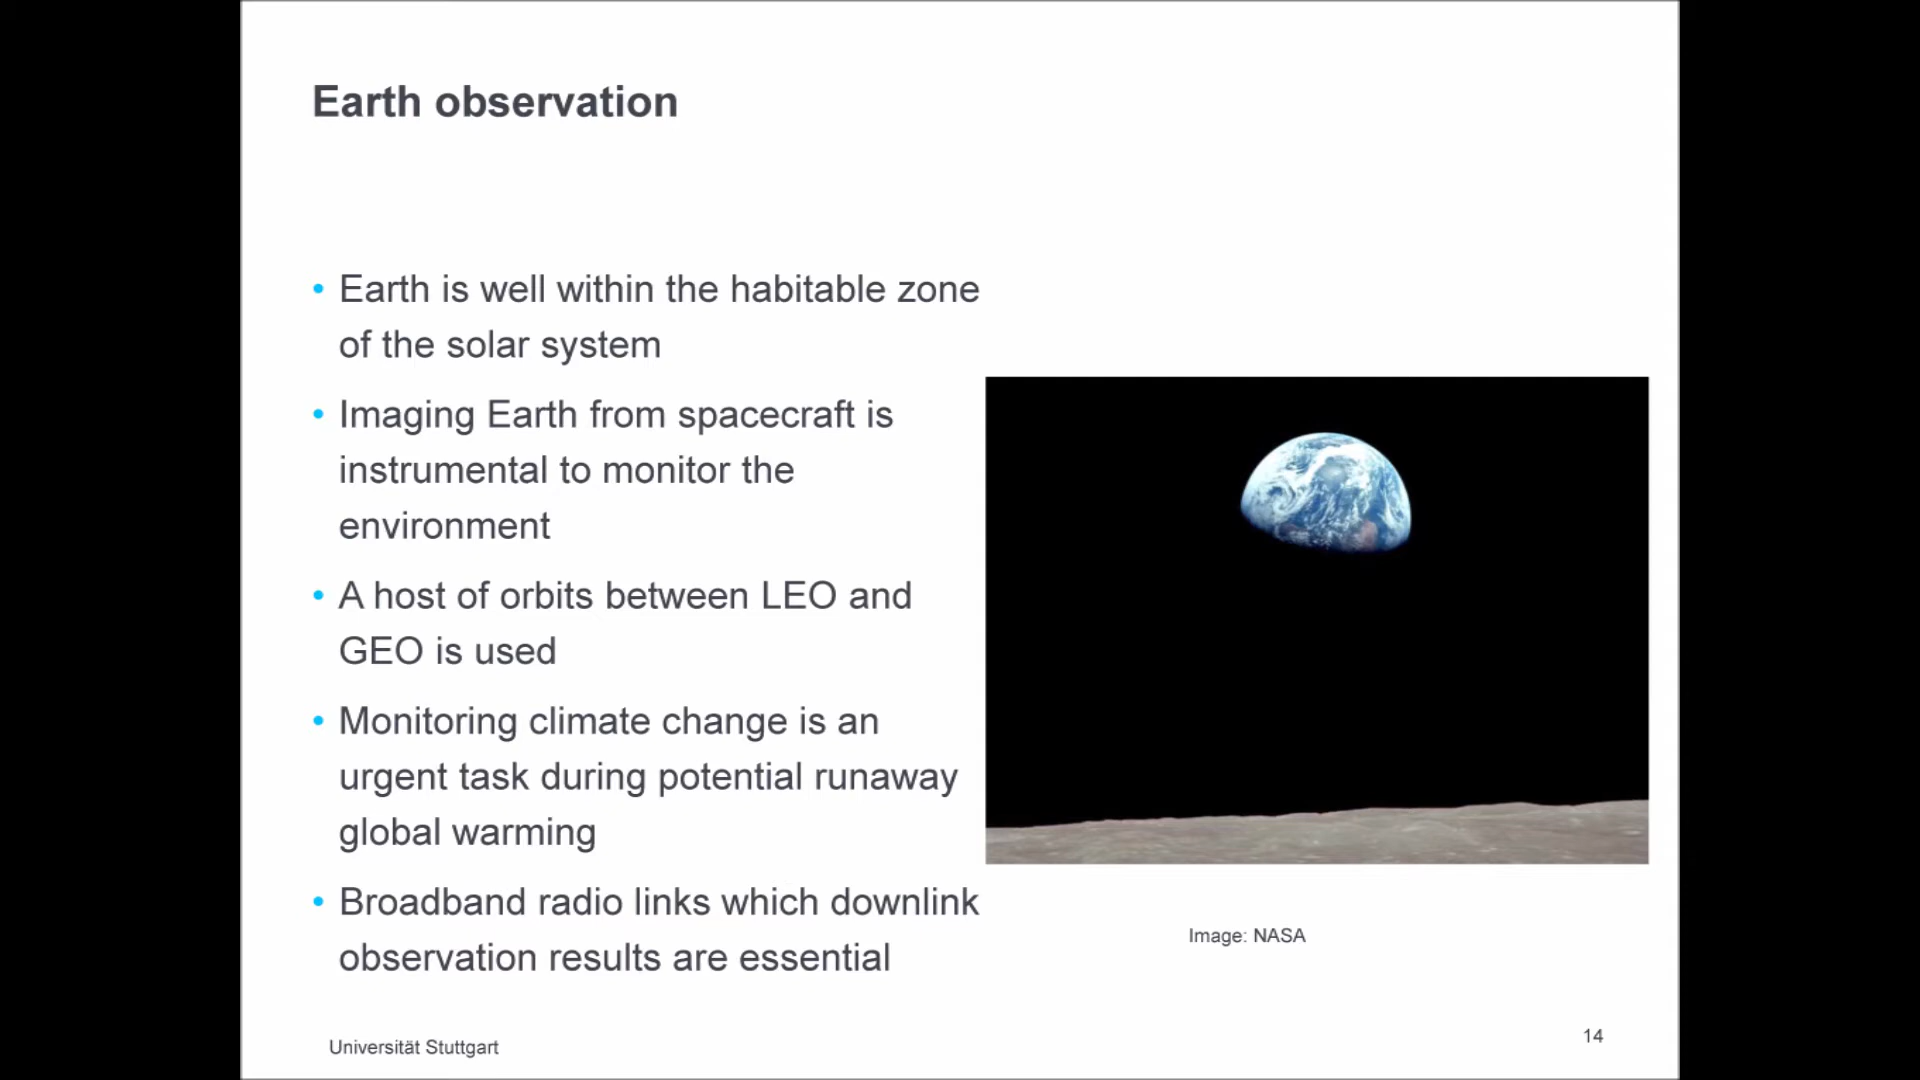 Earth observation
• Earth is well within the habitable zone
of the solar system
• Imaging Earth from spacecraft is
instrumental to monitor the
environment
• A host of orbits between LEO and
GEO is used
• Monitoring climate change is an
urgent task during potential runaway
global warming
• Broadband radio links which downlink
observation results are essential
Image: NASA
Universität Stuttgart
14